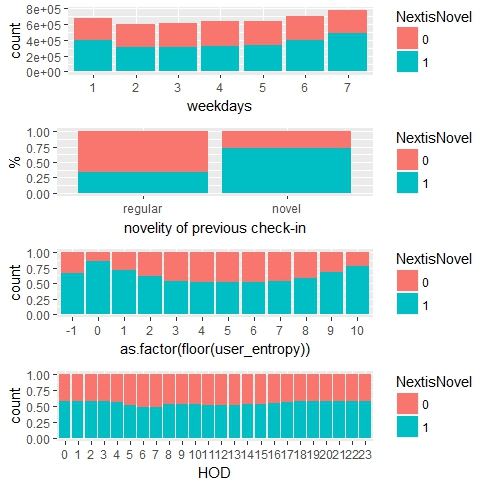 8e+05
6e+05
4e+05
2e+05
0e+00
count
1 2 3 4 5 6 7
weekdays
NextisNovel
0
1
1.00
0.75
0.50
0.25
0.00
%
regular novel
novelity of previous check-in
NextisNovel
0
1
1.00
0.75
0.50
0.25
0.00
count
-1 0 1 2 3 4 5 6 7 8 9 10
as.factor(floor(user_entropy))
NextisNovel
0
1
1.00
0.75
0.50
0.25
0.00
count
0 1 2 3 4 5 6 7 8 9 10 11 12 13 14 15 16 17 18 19 20 21 22 23
HOD
NextisNovel
0
1